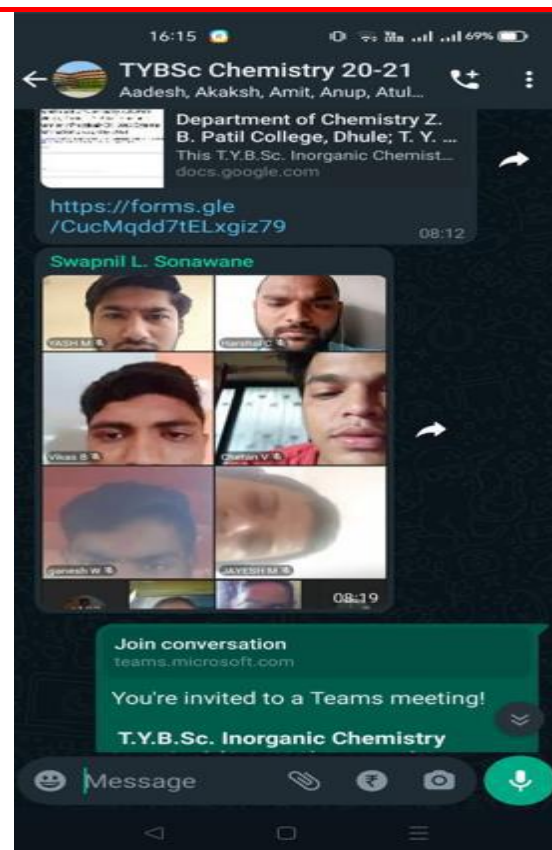 16:15
69%
TYBSc Chemistry 20-21
Aadesh, Akaksh, Amit, Anup, Atul...
Department of Chemistry Z.
B. Patil College, Dhule; T. Y. ...
This T.Y.B.Sc. Inorganic Chemist...
docs.google.com
https://forms.gle
/CucMqdd7tELxgiz79
08:12
Swapnil L. Sonawane
YASH M
Harshal C
Vikas B
Chetan V
ganesh W
JAYESH M
08:19
Join conversation
teams.microsoft.com
You're invited to a Teams meeting!
T.Y.B.Sc. Inorganic Chemistry
Message